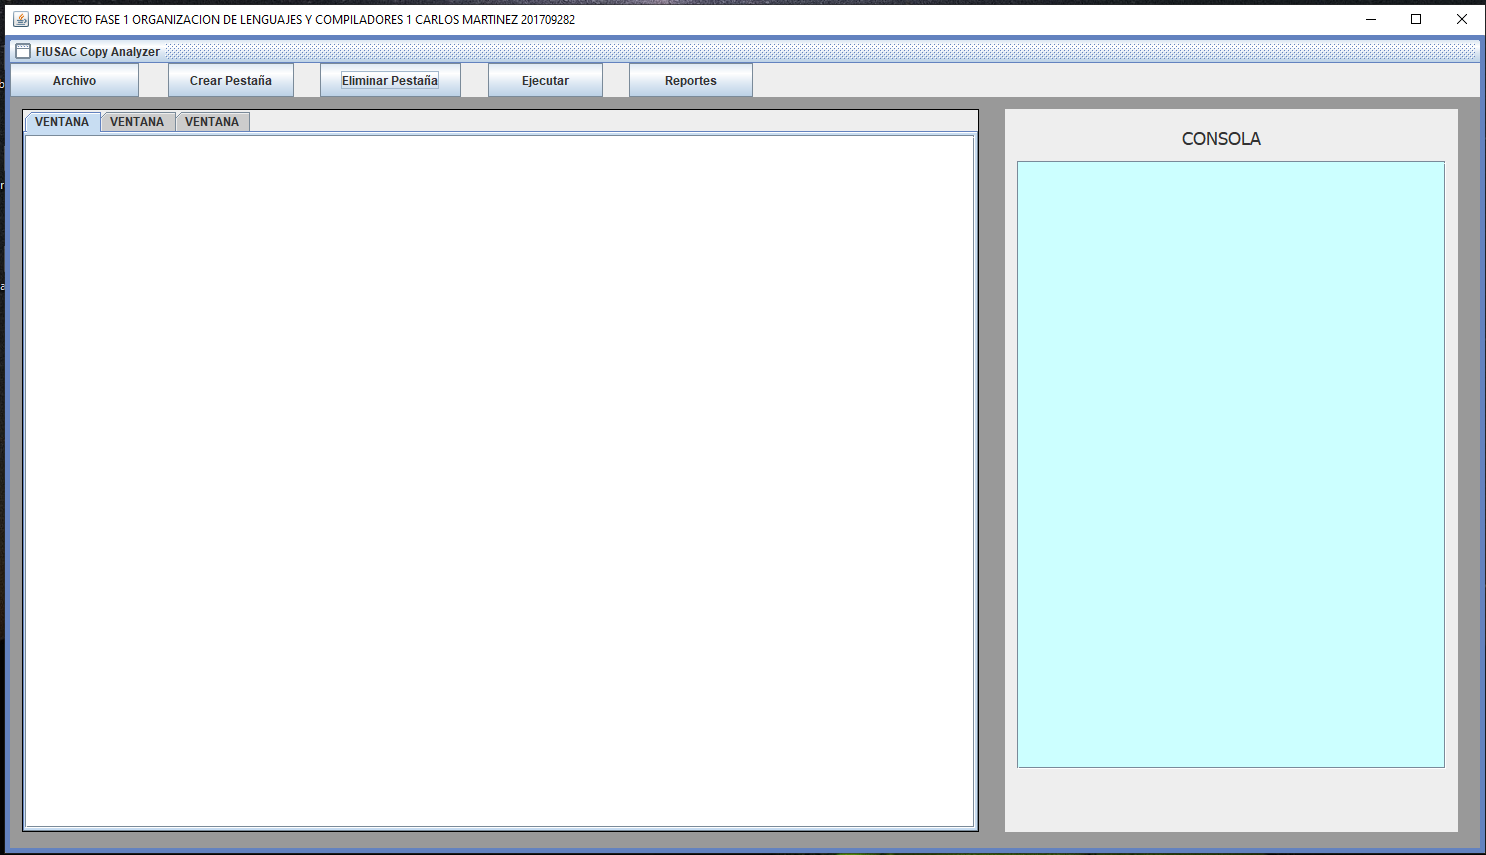 PROYECTO FASE 1 ORGANIZACION DE LENGUAJES Y COMPILADORES 1 CARLOS MARTINEZ 201709282
FIUSAC Copy Analyzer
Archivo Crear Pestaña Eliminar Pestaña Ejecutar Reportes
VENTANA VENTANA VENTANA
CONSOLA